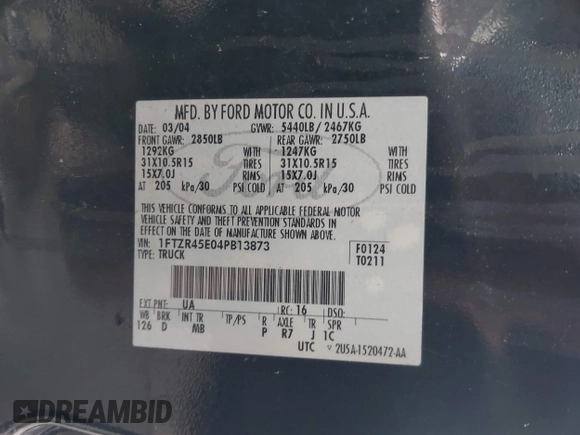 MFD. BY FORD MOTOR CO. IN U.S.A.
DATE: 03/04 GVWR: 5440LB/ 2467KG
FRONT GAWR: 2850LB REAR GAWR: 2750LB
1292KG WITH 1247KG WITH
31X10.5R15 TIRES 31X10.5R15 TIRES
15X7.0J RIMS 15X7.0J RIMS
AT 205 kPa/30 PSI COLD AT 205 kPa/30 PSI COLD
Ford
THIS VEHICLE CONFORMS TO ALL APPLICABLE FEDERAL MOTOR
VEHICLE SAFETY AND THEFT PREVENTION STANDARDS IN
EFFECT ON THE DATE OF MANUFACTURE SHOWN ABOVE.
VIN: 1FTZR45E04PB13873 F0124
TYPE: TRUCK T0211
EXT PNT: UA RC: 16 DSO:
WB BRK INT TR TP/PS R AXLE TR SPR
126 D MB P R7 J 1C
UTC V 2U5A-1520472-AA
DREAMBID